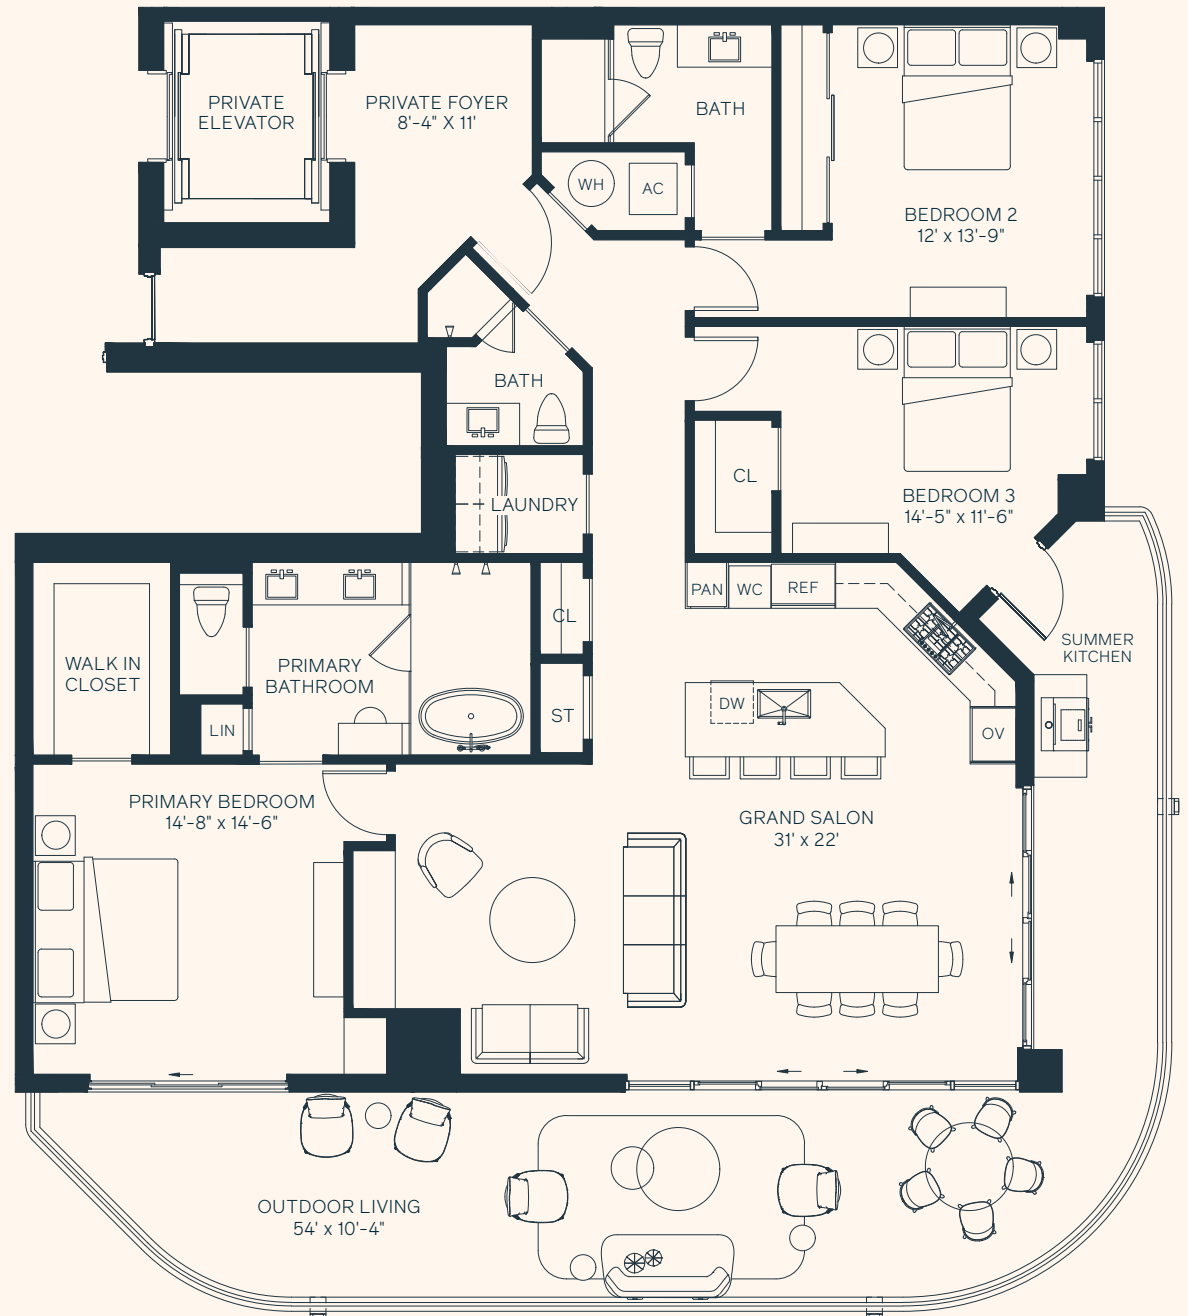 PRIVATE
ELEVATOR
PRIVATE FOYER
8'-4" X 11'
BATH
WH
AC
BEDROOM 2
12' x 13'-9"
BATH
CL
LAUNDRY
BEDROOM 3
14'-5" x 11'-6"
PAN
WC
REF
CL
WALK IN
CLOSET
PRIMARY
BATHROOM
SUMMER
KITCHEN
LIN
ST
DW
OV
PRIMARY BEDROOM
14'-8" x 14'-6"
GRAND SALON
31' x 22'
OUTDOOR LIVING
54' x 10'-4"